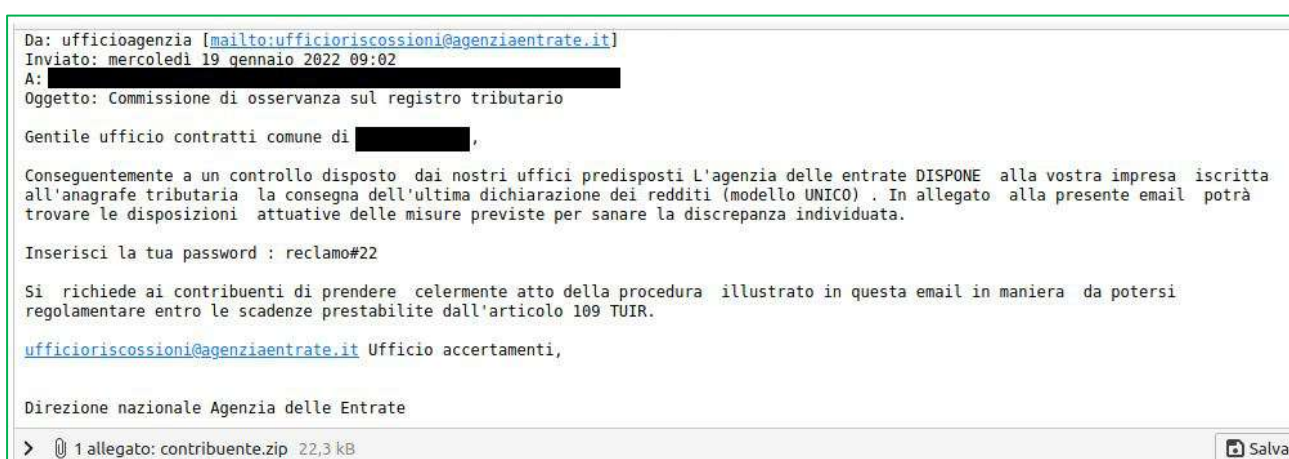 Da: ufficioagenzia [mailto:ufficioriscossioni@agenziaentrate.it]
Inviato: mercoledì 19 gennaio 2022 09:02
A:
Oggetto: Commissione di osservanza sul registro tributario
Gentile ufficio contratti comune di ,
Conseguentemente a un controllo disposto dai nostri uffici predisposti L'agenzia delle entrate DISPONE alla vostra impresa iscritta
all'anagrafe tributaria la consegna dell'ultima dichiarazione dei redditi (modello UNICO) . In allegato alla presente email potrà
trovare le disposizioni attuative delle misure previste per sanare la discrepanza individuata.
Inserisci la tua password : reclamo#22
Si richiede ai contribuenti di prendere celermente atto della procedura illustrato in questa email in maniera da potersi
regolamentare entro le scadenze prestabilite dall'articolo 109 TUIR.
ufficioriscossioni@agenziaentrate.it Ufficio accertamenti,
Direzione nazionale Agenzia delle Entrate
1 allegato: contribuente.zip 22,3 kB
Salva